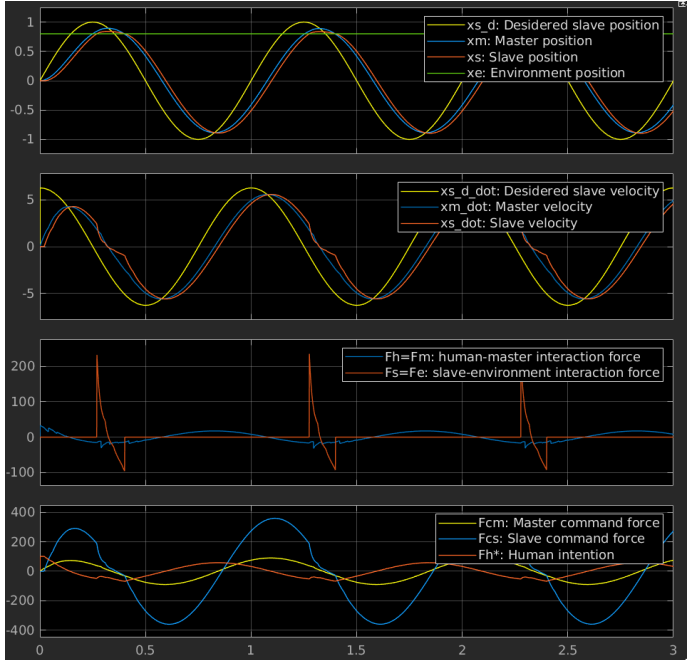 1
0.5
0
-0.5
-1
xs_d: Desidered slave position
xm: Master position
xs: Slave position
xe: Environment position
5
0
-5
xs_d_dot: Desidered slave velocity
xm_dot: Master velocity
xs_dot: Slave velocity
200
100
0
-100
Fh=Fm: human-master interaction force
Fs=Fe: slave-environment interaction force
400
200
0
-200
-400
Fcm: Master command force
Fcs: Slave command force
Fh*: Human intention
0 0.5 1 1.5 2 2.5 3